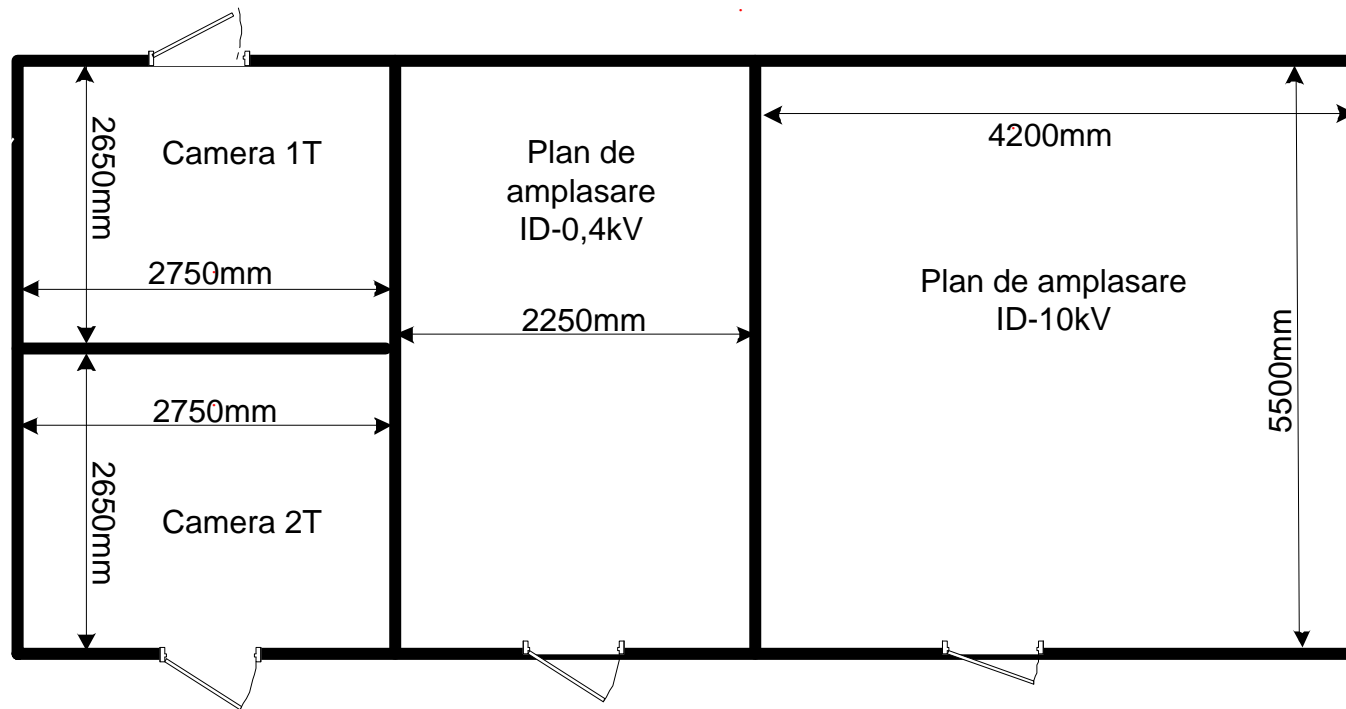 Camera 1T
2650mm
2750mm
Plan de
amplasare
ID-0,4kV
2250mm
4200mm
Plan de amplasare
ID-10kV
5500mm
2750mm
2650mm
Camera 2T